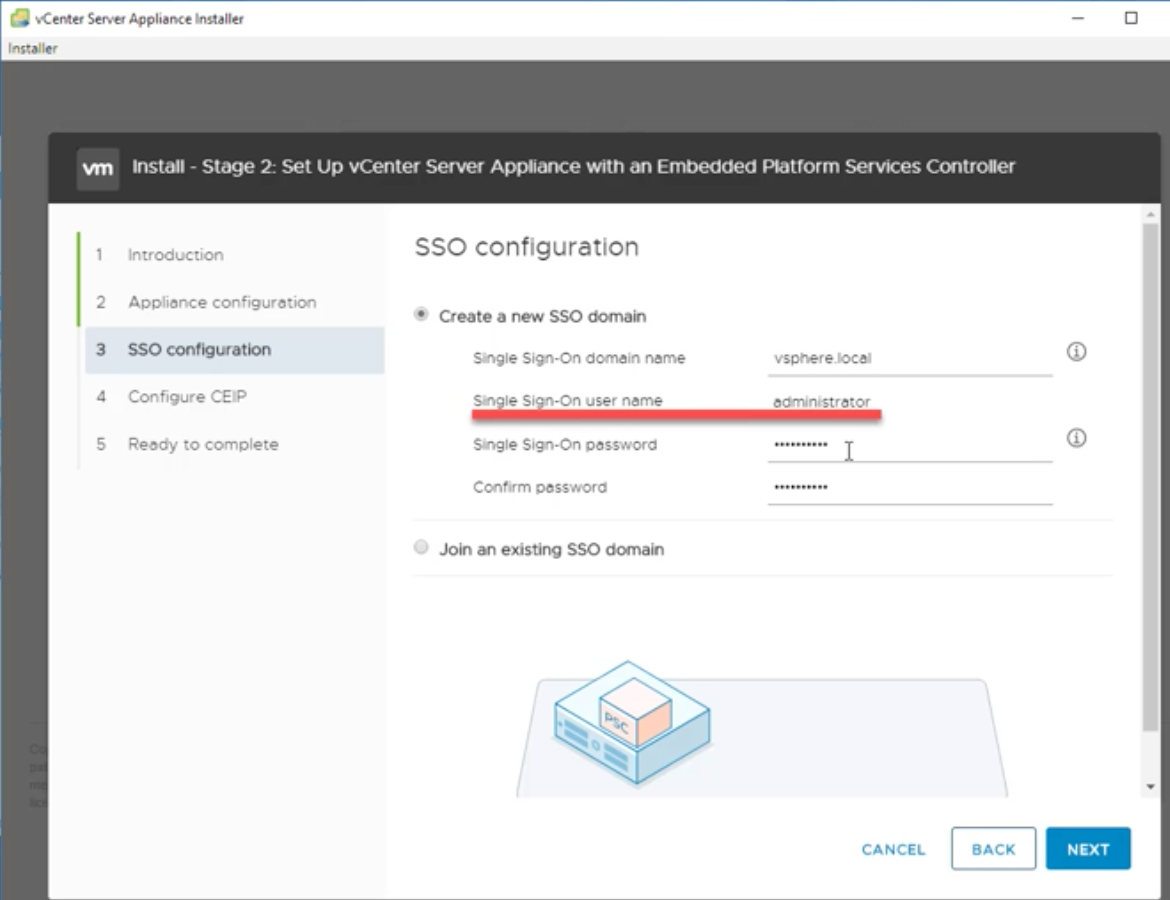 vCenter Server Appliance Installer
Installer
vm Install - Stage 2: Set Up vCenter Server Appliance with an Embedded Platform Services Controller
1 Introduction
2 Appliance configuration
3 SSO configuration
4 Configure CEIP
5 Ready to complete
SSO configuration
Create a new SSO domain
Single Sign-On domain name vsphere.local
Single Sign-On user name administrator
Single Sign-On password ••••••••••
Confirm password ••••••••••
Join an existing SSO domain
PSC
CANCEL BACK NEXT